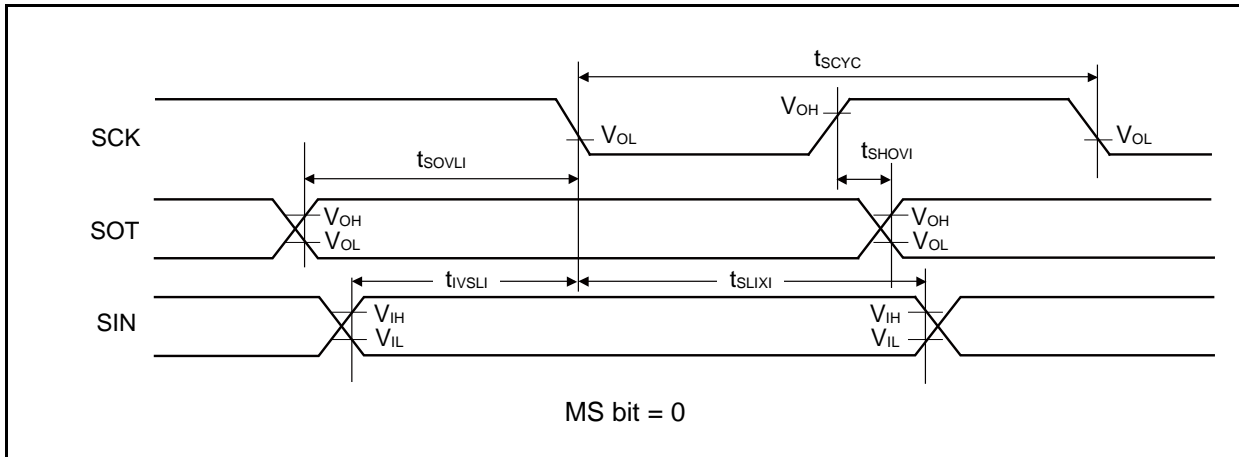 tSCYC
SCK
VOH
VOL
VOL
tSOVLI
tSHOVI
SOT
VOH
VOL
VOH
VOL
tIVSLI
tSLIXI
SIN
VIH
VIL
VIH
VIL
MS bit = 0